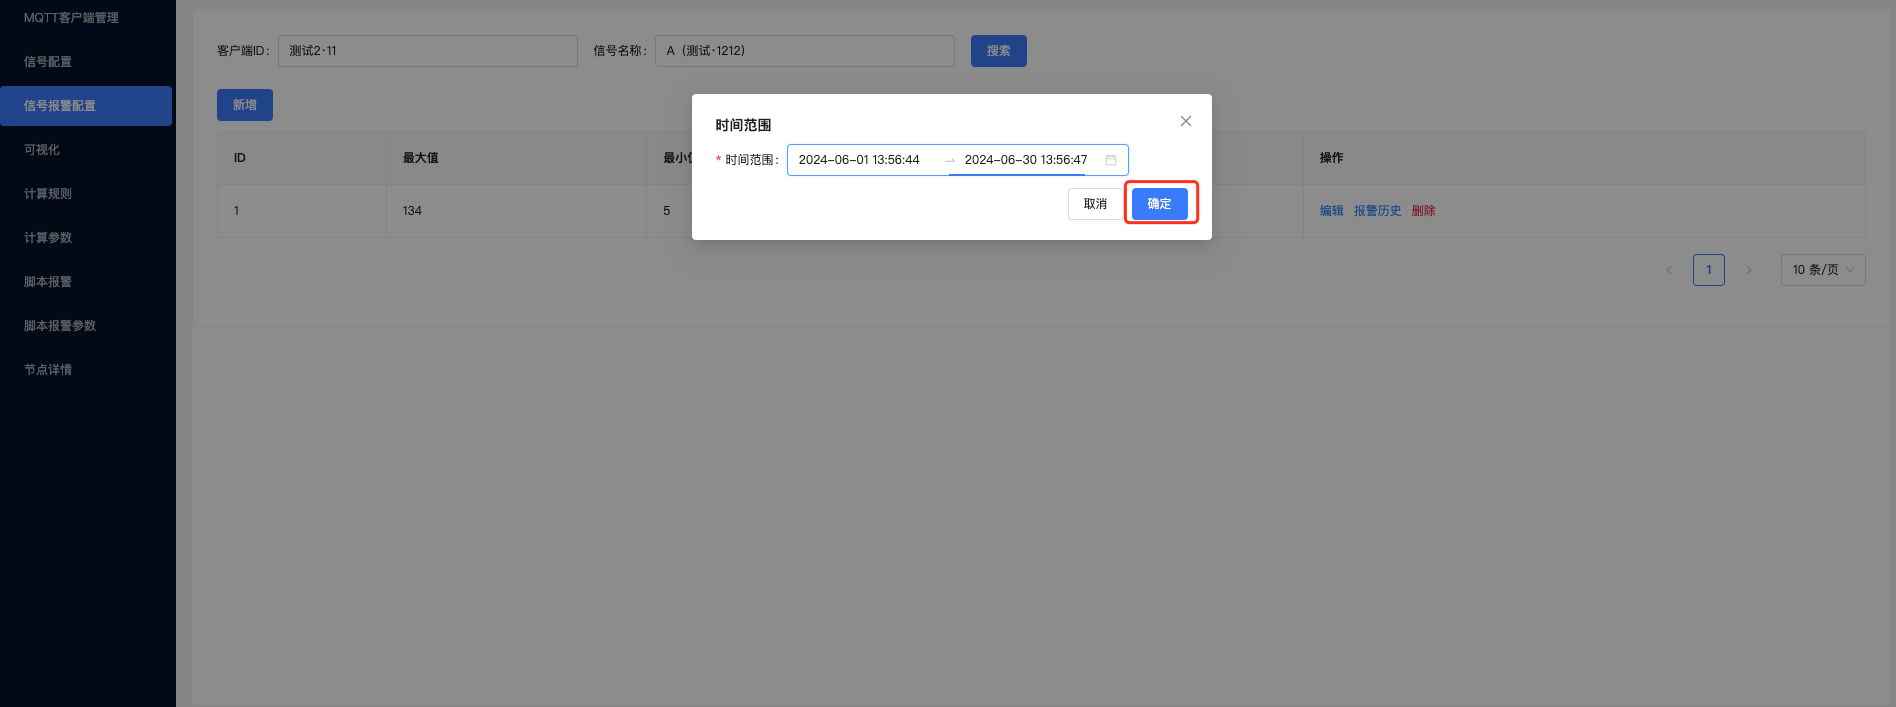 MQTT客户端管理
信号配置
信号报警配置
可视化
计算规则
计算参数
脚本报警
脚本报警参数
节点详情
客户端ID： 测试2·11 信号名称： A（测试·1212） 搜索
新增
ID 最大值 最小 操作
1 134 5 编辑 报警历史 删除
1 10 条/页
时间范围
* 时间范围： 2024-06-01 13:56:44 → 2024-06-30 13:56:47
取消 确定